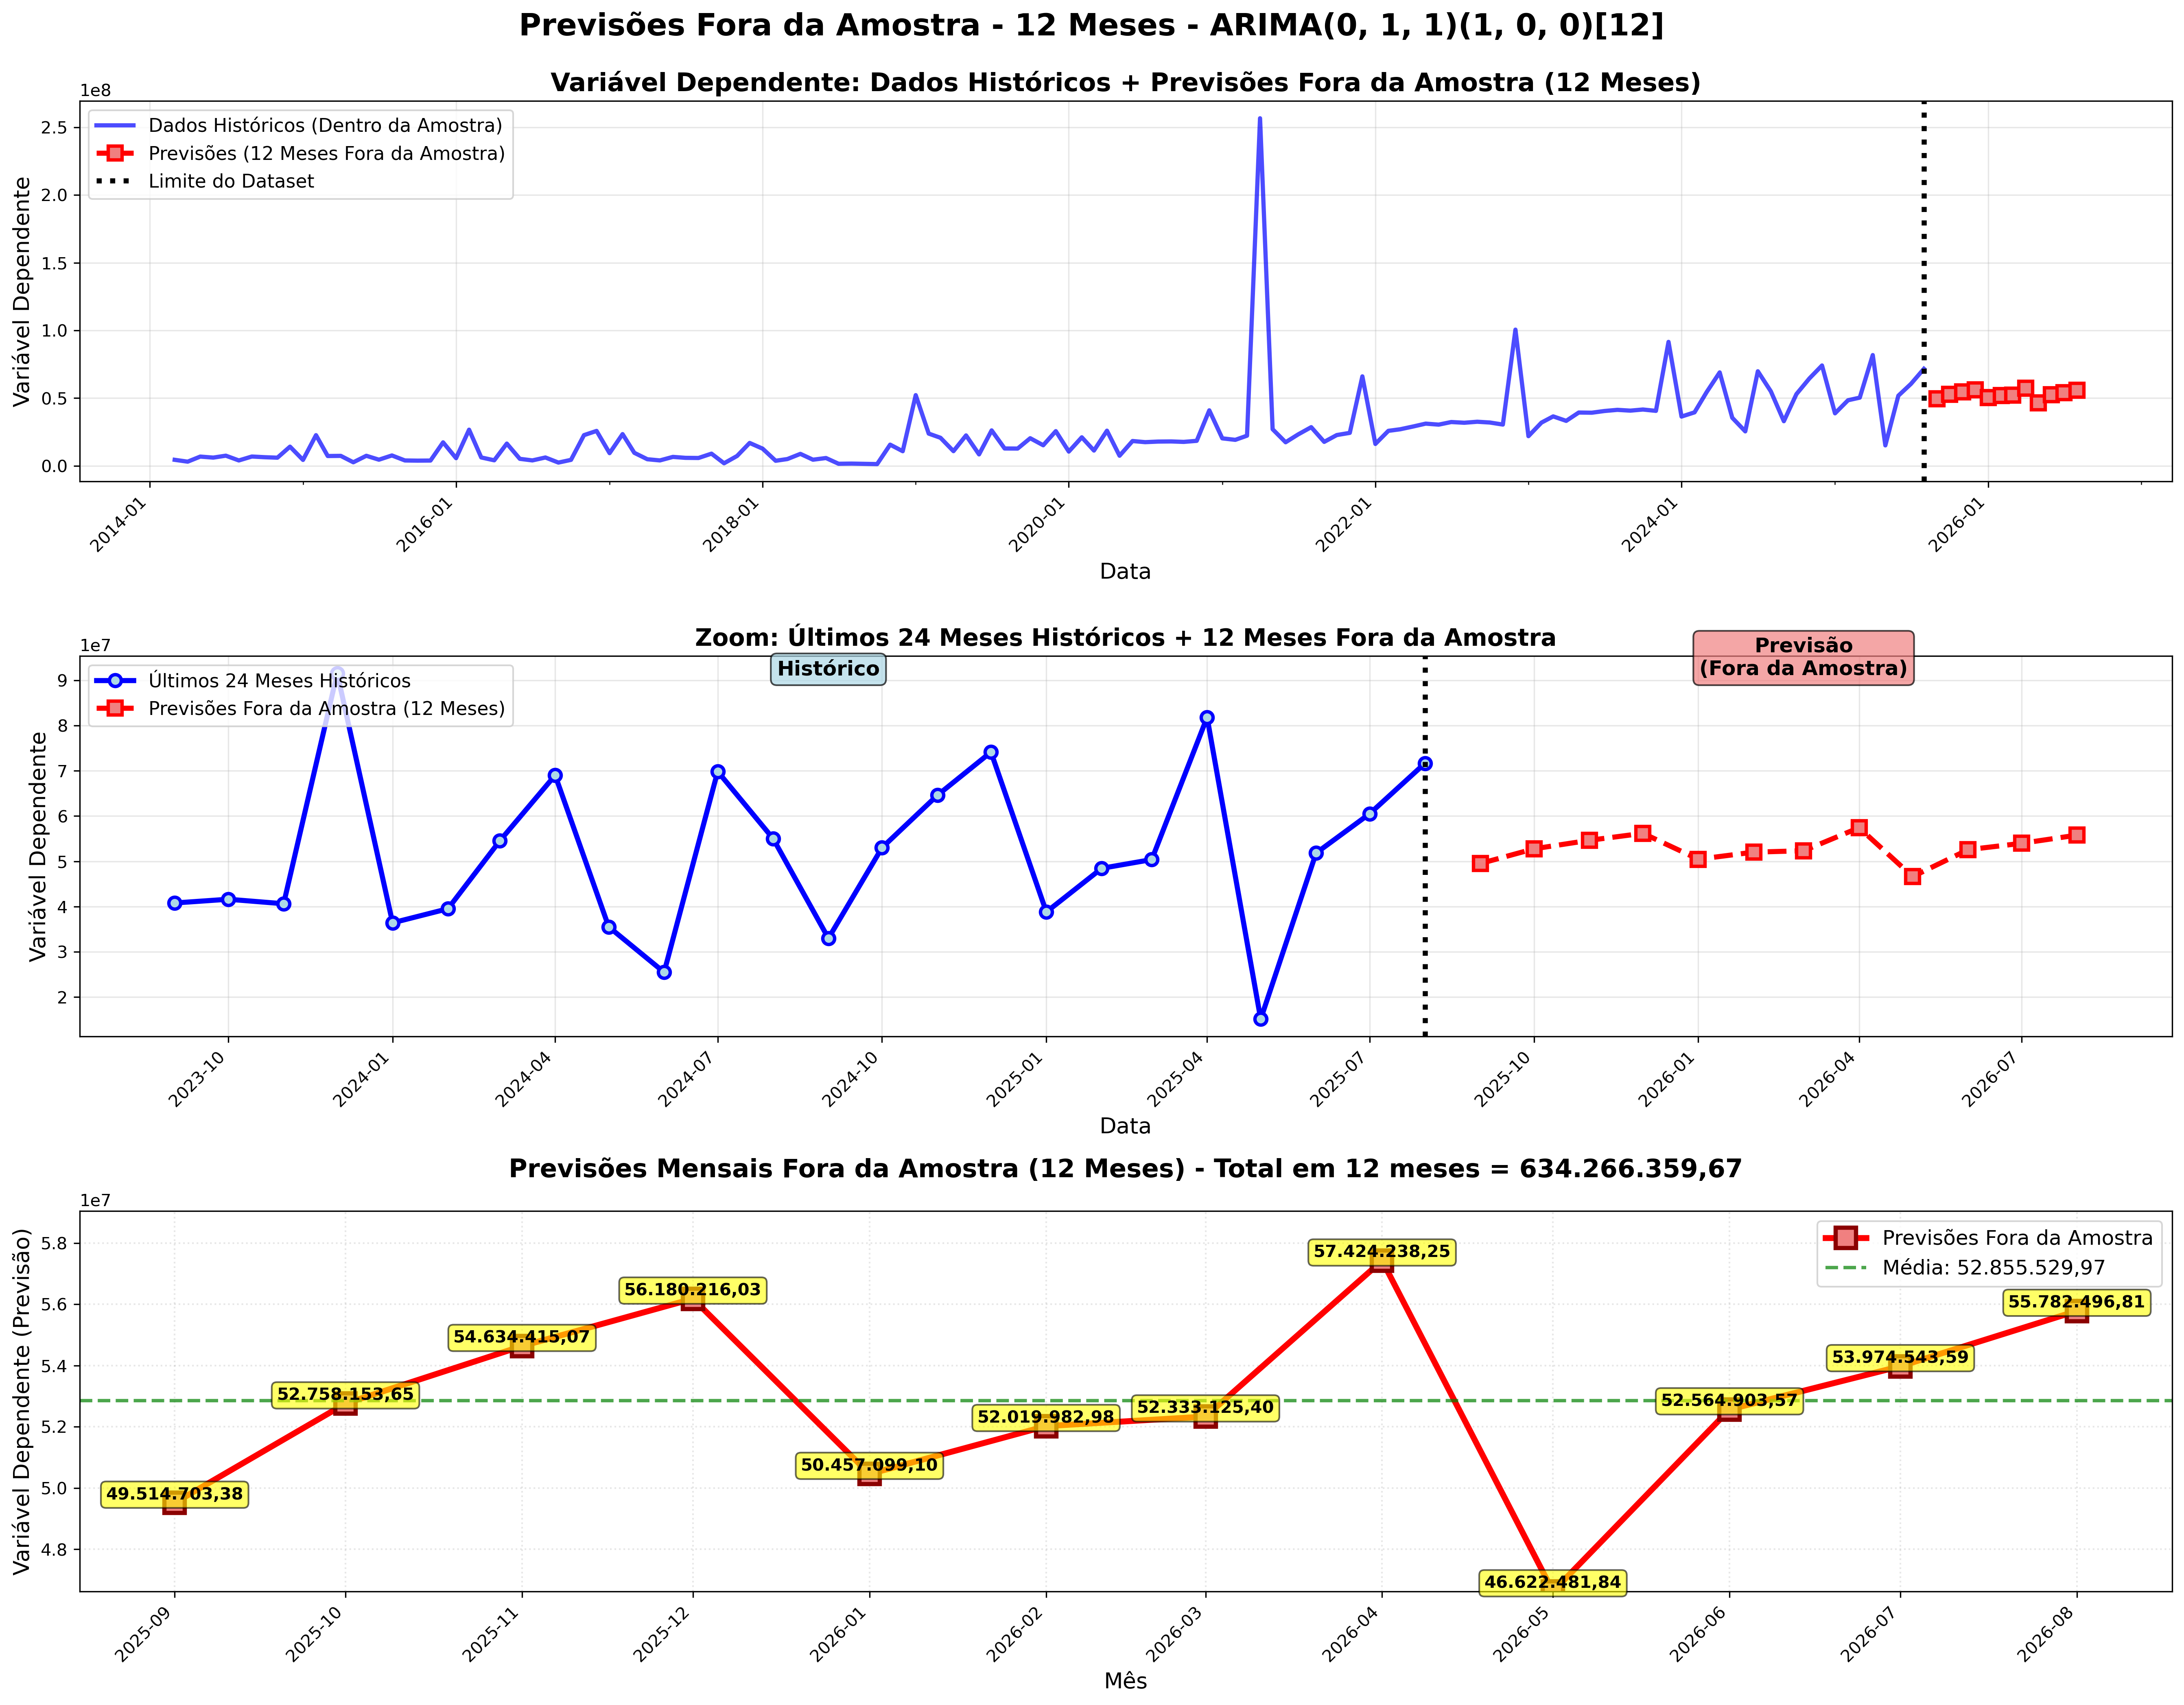 Previsões Fora da Amostra - 12 Meses - ARIMA(0, 1, 1)(1, 0, 0)[12]
Variável Dependente: Dados Históricos + Previsões Fora da Amostra (12 Meses)
1e8
Dados Históricos (Dentro da Amostra)
Previsões (12 Meses Fora da Amostra)
Limite do Dataset
Variável Dependente
2.5
2.0
1.5
1.0
0.5
0.0
2014-01
2016-01
2018-01
2020-01
2022-01
2024-01
2026-01
Data
Zoom: Últimos 24 Meses Históricos + 12 Meses Fora da Amostra
1e7
Últimos 24 Meses Históricos
Previsões Fora da Amostra (12 Meses)
Histórico
Previsão
(Fora da Amostra)
Variável Dependente
9
8
7
6
5
4
3
2
2023-10
2024-01
2024-04
2024-07
2024-10
2025-01
2025-04
2025-07
2025-10
2026-01
2026-04
2026-07
Data
Previsões Mensais Fora da Amostra (12 Meses) - Total em 12 meses = 634.266.359,67
1e7
Previsões Fora da Amostra
Média: 52.855.529,97
Variável Dependente (Previsão)
5.8
5.6
5.4
5.2
5.0
4.8
49.514.703,38
52.758.153,65
54.634.415,07
56.180.216,03
50.457.099,10
52.019.982,98
52.333.125,40
57.424.238,25
46.622.481,84
52.564.903,57
53.974.543,59
55.782.496,81
2025-09
2025-10
2025-11
2025-12
2026-01
2026-02
2026-03
2026-04
2026-05
2026-06
2026-07
2026-08
Mês